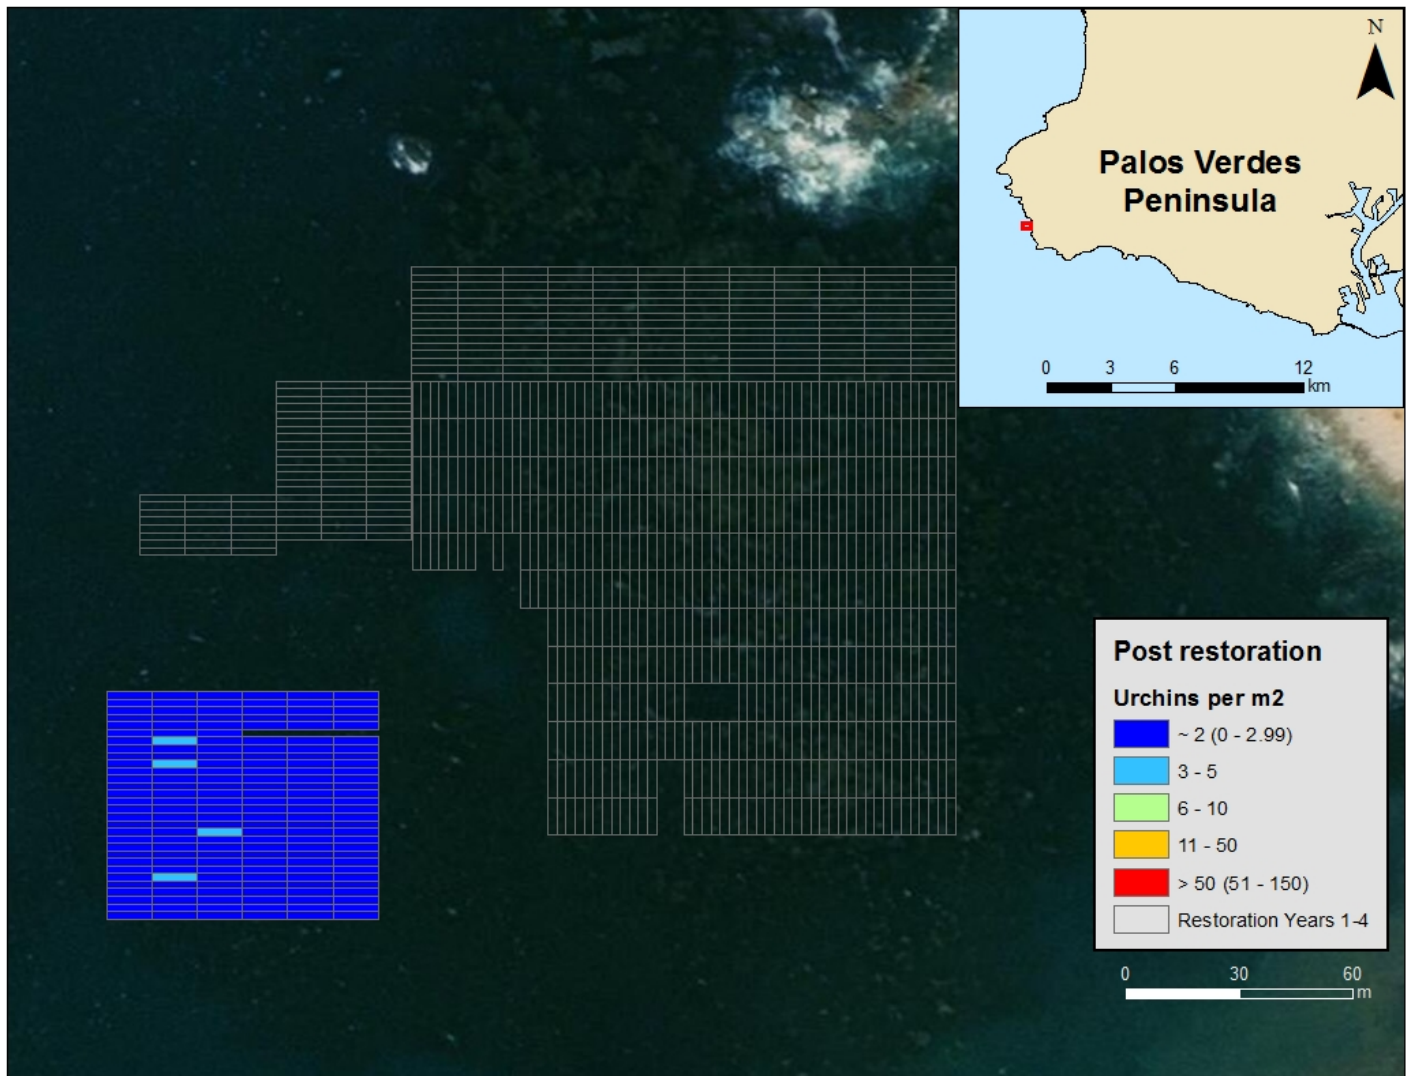 N
Palos Verdes
Peninsula
0 3 6 12
km
Post restoration
Urchins per m2
~ 2 (0 - 2.99)
3 - 5
6 - 10
11 - 50
> 50 (51 - 150)
Restoration Years 1-4
0 30 60
m